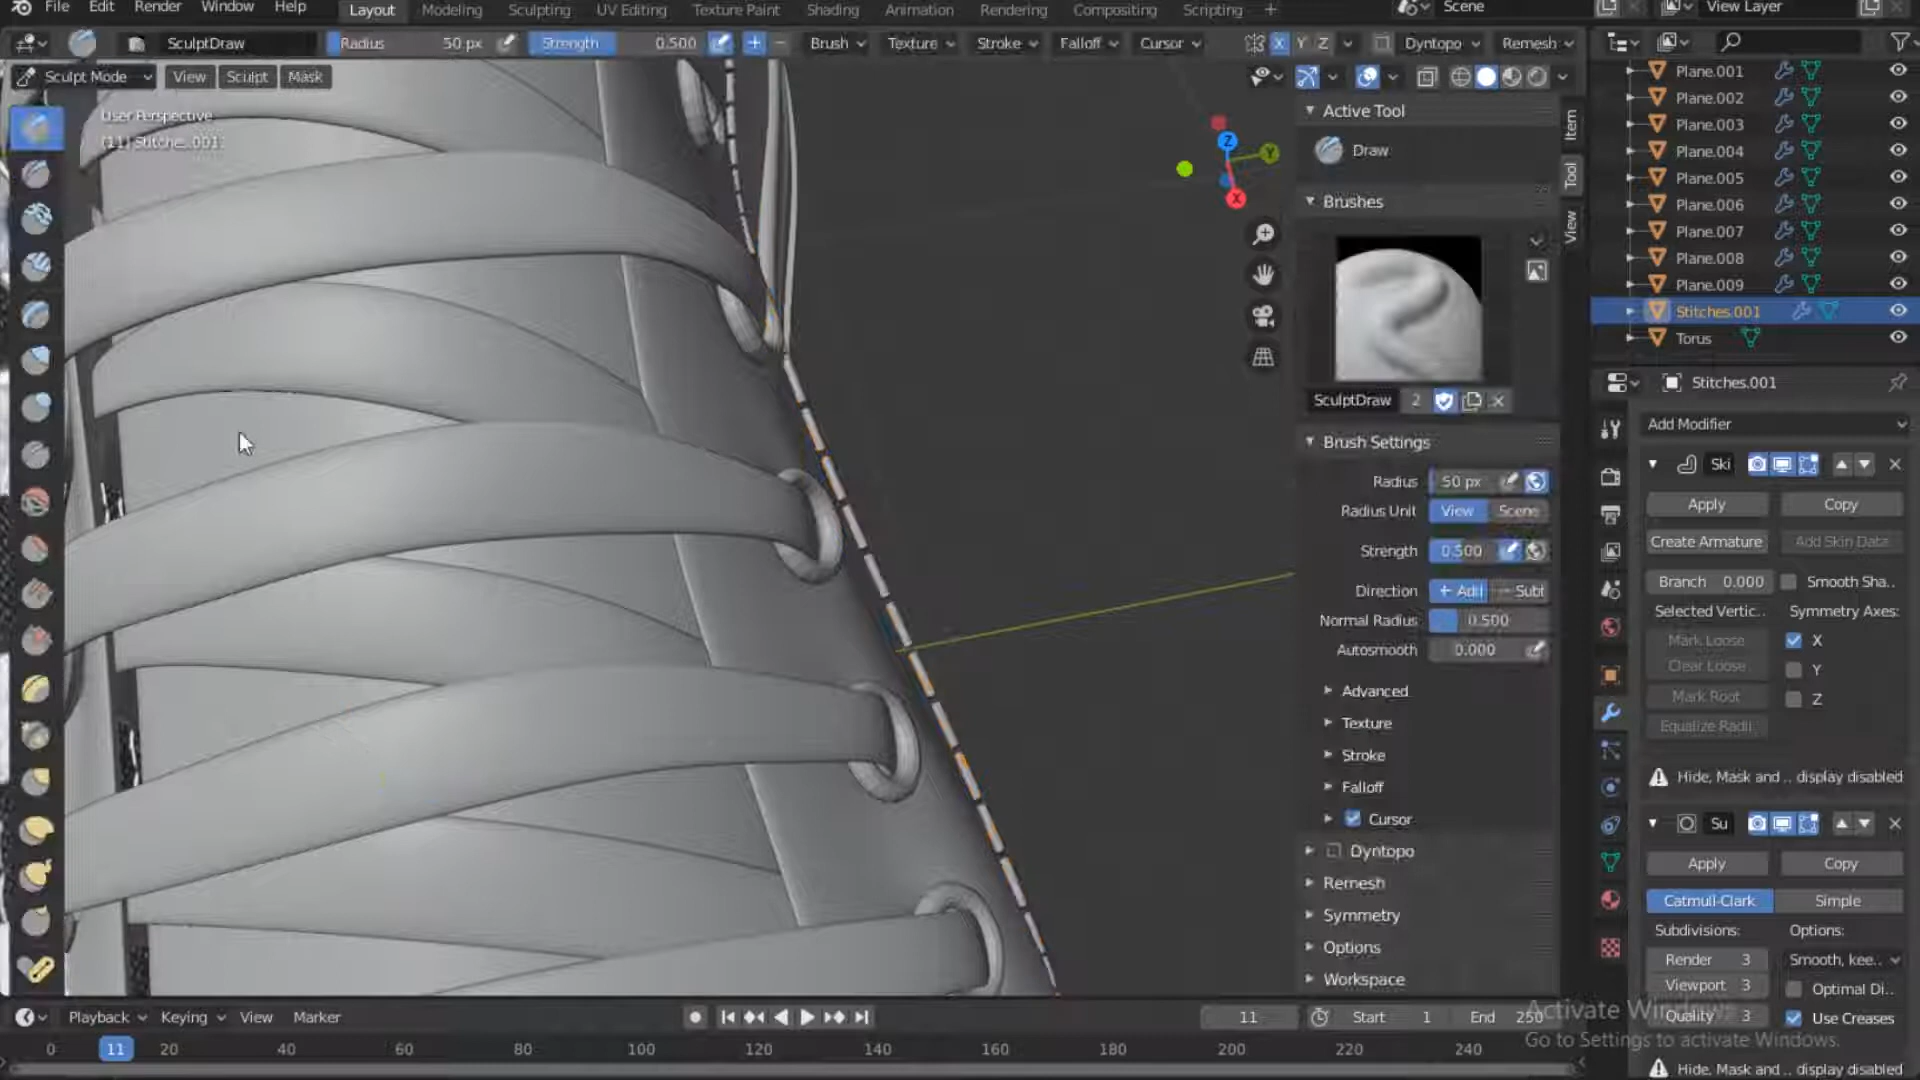 File Edit Render Window Help Layout Modeling Sculpting UV Editing Texture Paint Shading Animation Rendering Compositing Scripting + Scene View Layer
SculptDraw Radius 50 px Strength 0.500 Brush Texture Stroke Falloff Cursor X Y Z Dyntopo Remesh
Sculpt Mode View Sculpt Mask
User Perspective
(11) Stitches.001
Z Y X
Active Tool
Draw
Brushes
SculptDraw 2
Brush Settings
Radius 50 px
Radius Unit View Scene
Strength 0.500
Direction + Add Subt
Normal Radius 0.500
Autosmooth 0.000
Advanced
Texture
Stroke
Falloff
Cursor
Dyntopo
Remesh
Symmetry
Options
Workspace
Item
Tool
View
Plane.001
Plane.002
Plane.003
Plane.004
Plane.005
Plane.006
Plane.007
Plane.008
Plane.009
Stitches.001
Torus
Stitches.001
Add Modifier
Ski
Apply Copy
Create Armature Add Skin Data
Branch 0.000 Smooth Sha..
Selected Vertic.. Symmetry Axes:
Mark Loose X
Clear Loose Y
Mark Root Z
Equalize Radii
Hide, Mask and .. display disabled
Su
Apply Copy
Catmull-Clark Simple
Subdivisions: Options:
Render 3 Smooth, kee..
Viewport 3 Optimal Di..
Quality 3 Use Creases
Hide, Mask and .. display disabled
Activate Windows
Go to Settings to activate Windows.
Playback Keying View Marker 11 Start 1 End 250
0 11 20 40 60 80 100 120 140 160 180 200 220 240